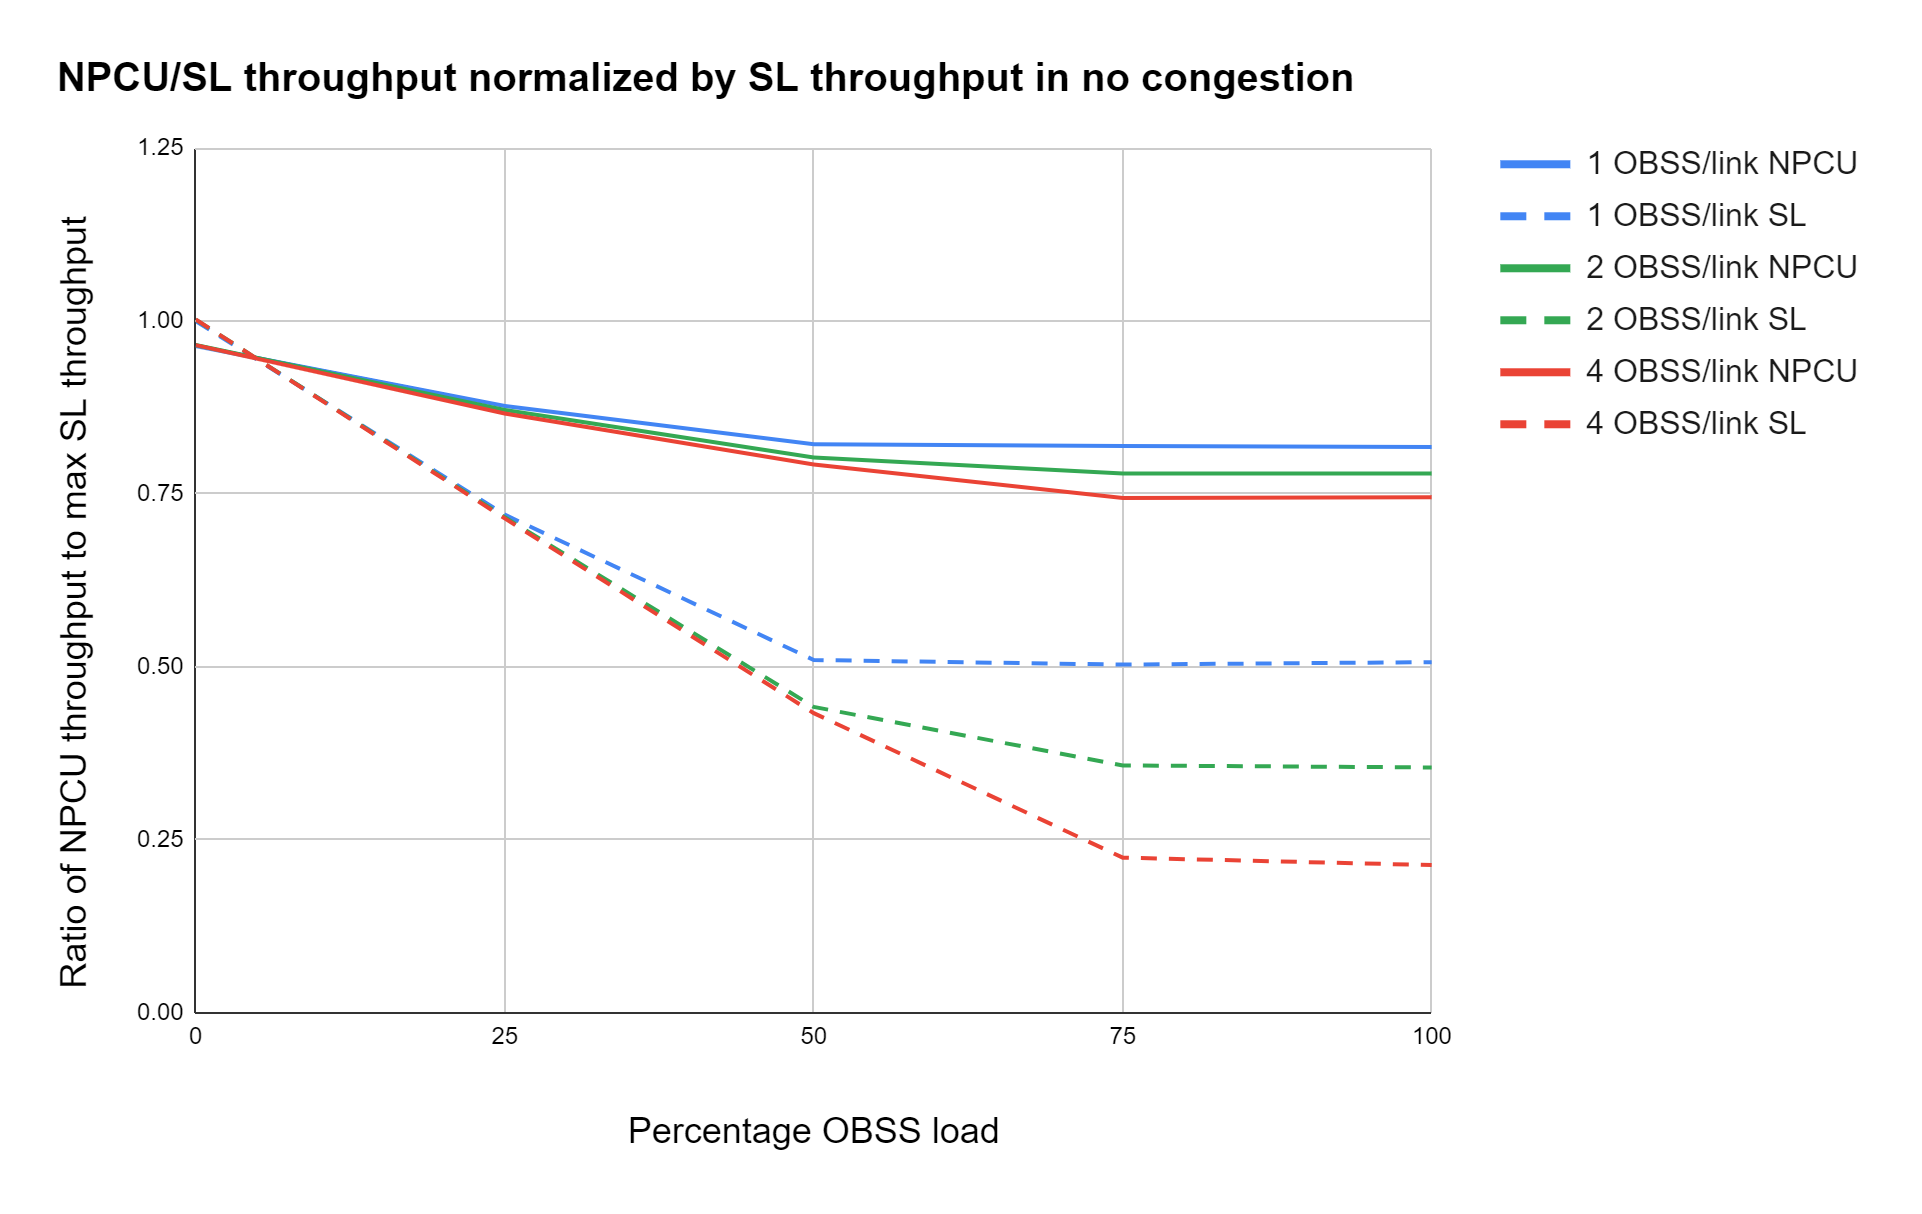 NPCU/SL throughput normalized by SL throughput in no congestion
Ratio of NPCU throughput to max SL throughput
1.25
1.00
0.75
0.50
0.25
0.00
0
25
50
75
100
Percentage OBSS load
1 OBSS/link NPCU
1 OBSS/link SL
2 OBSS/link NPCU
2 OBSS/link SL
4 OBSS/link NPCU
4 OBSS/link SL